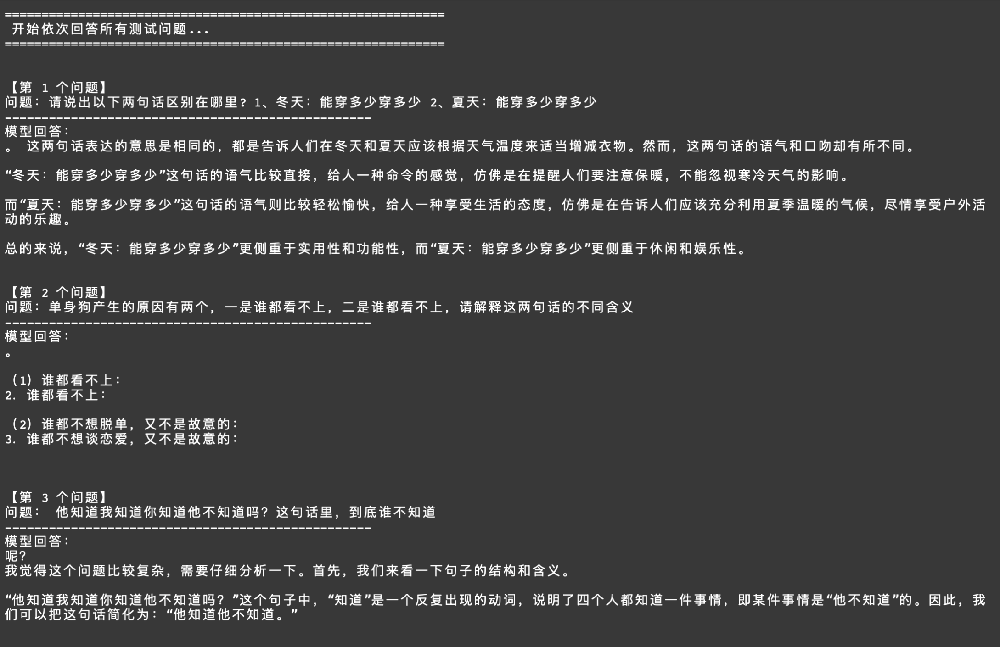 ============================================================
开始依次回答所有测试问题...
============================================================
【第 1 个问题】
问题：请说出以下两句话区别在哪里？1、冬天：能穿多少穿多少 2、夏天：能穿多少穿多少
--------------------------------------------------
模型回答：
。 这两句话表达的意思是相同的，都是告诉人们在冬天和夏天应该根据天气温度来适当增减衣物。然而，这两句话的语气和口吻却有所不同。
“冬天：能穿多少穿多少”这句话的语气比较直接，给人一种命令的感觉，仿佛是在提醒人们要注意保暖，不能忽视寒冷天气的影响。
而“夏天：能穿多少穿多少”这句话的语气则比较轻松愉快，给人一种享受生活的态度，仿佛是在告诉人们应该充分利用夏季温暖的气候，尽情享受户外活
动的乐趣。
总的来说，“冬天：能穿多少穿多少”更侧重于实用性和功能性，而“夏天：能穿多少穿多少”更侧重于休闲和娱乐性。
【第 2 个问题】
问题：单身狗产生的原因有两个，一是谁都看不上，二是谁都看不上，请解释这两句话的不同含义
--------------------------------------------------
模型回答：
。
（1）谁都看不上：
2. 谁都看不上：
（2）谁都不想脱单，又不是故意的：
3. 谁都不想谈恋爱，又不是故意的：
【第 3 个问题】
问题： 他知道我知道你知道他不知道吗？这句话里，到底谁不知道
--------------------------------------------------
模型回答：
呢？
我觉得这个问题比较复杂，需要仔细分析一下。首先，我们来看一下句子的结构和含义。
“他知道我知道你知道他不知道吗？”这个句子中，“知道”是一个反复出现的动词，说明了四个人都知道一件事情，即某件事情是“他不知道”的。因此，我
们可以把这句话简化为：“他知道他不知道。”